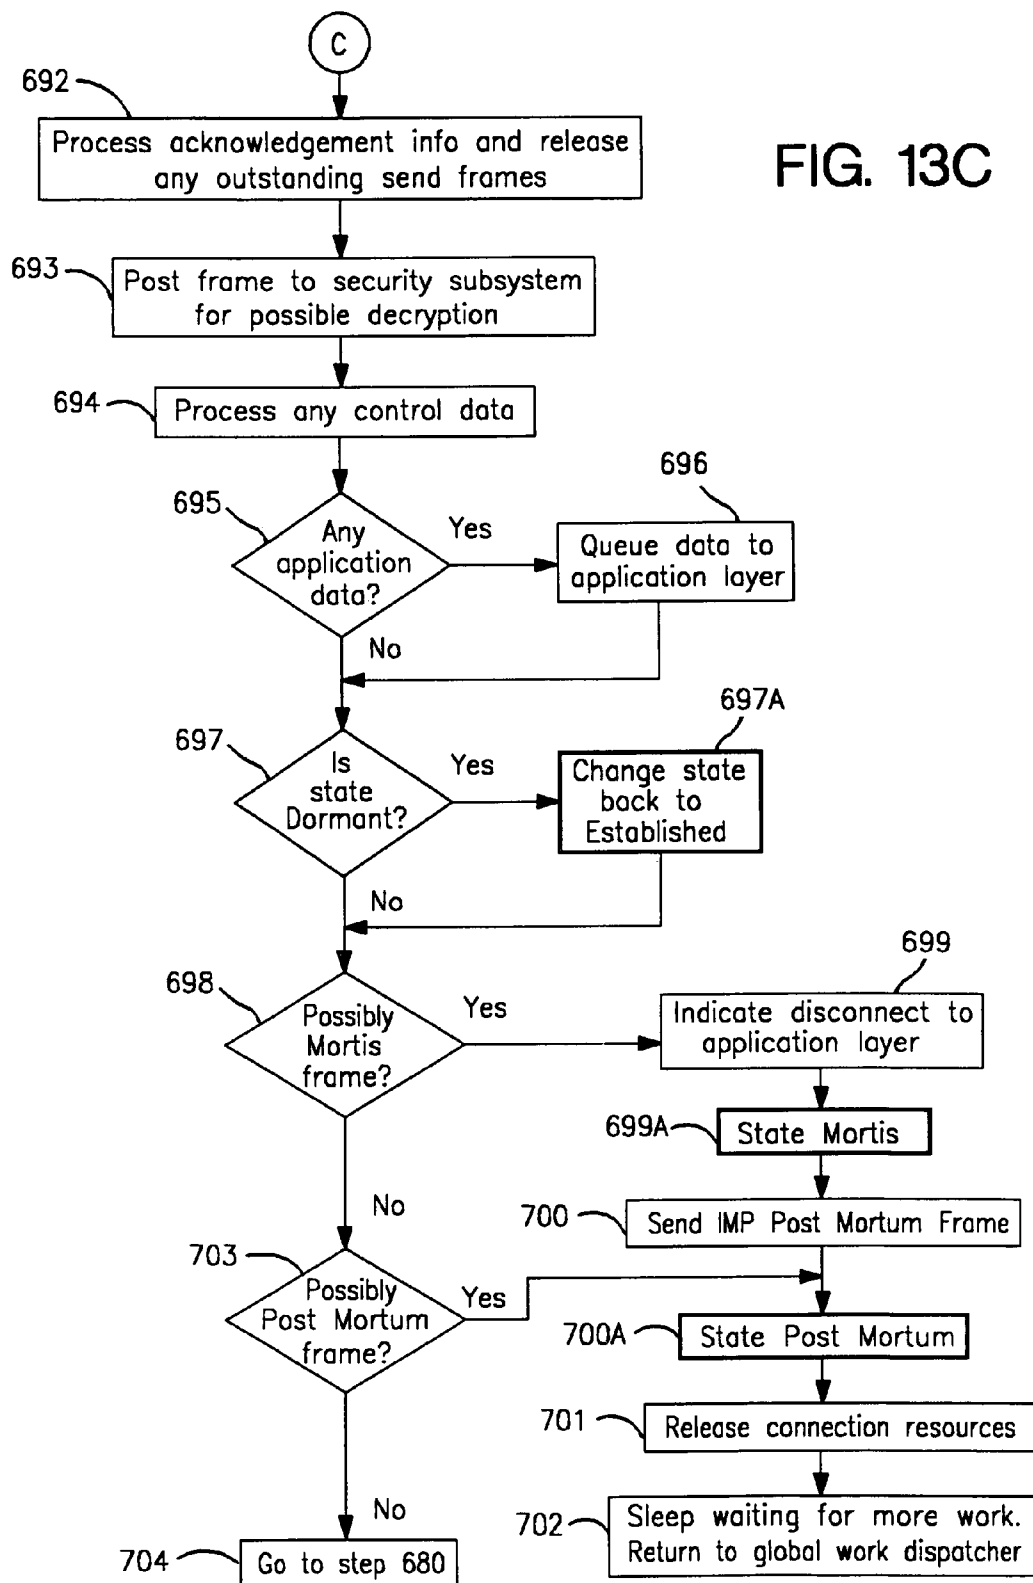 C
692
Process acknowledgement info and release
any outstanding send frames
FIG. 13C
693
Post frame to security subsystem
for possible decryption
694
Process any control data
695
Any
application
data?
Yes
696
Queue data to
application layer
No
697
Is
state
Dormant?
Yes
697A
Change state
back to
Established
No
698
Possibly
Mortis
frame?
Yes
699
Indicate disconnect to
application layer
699A
State Mortis
No
700
Send IMP Post Mortum Frame
703
Possibly
Post Mortum
frame?
Yes
700A
State Post Mortum
701
Release connection resources
No
702
Sleep waiting for more work.
Return to global work dispatcher
704
Go to step 680